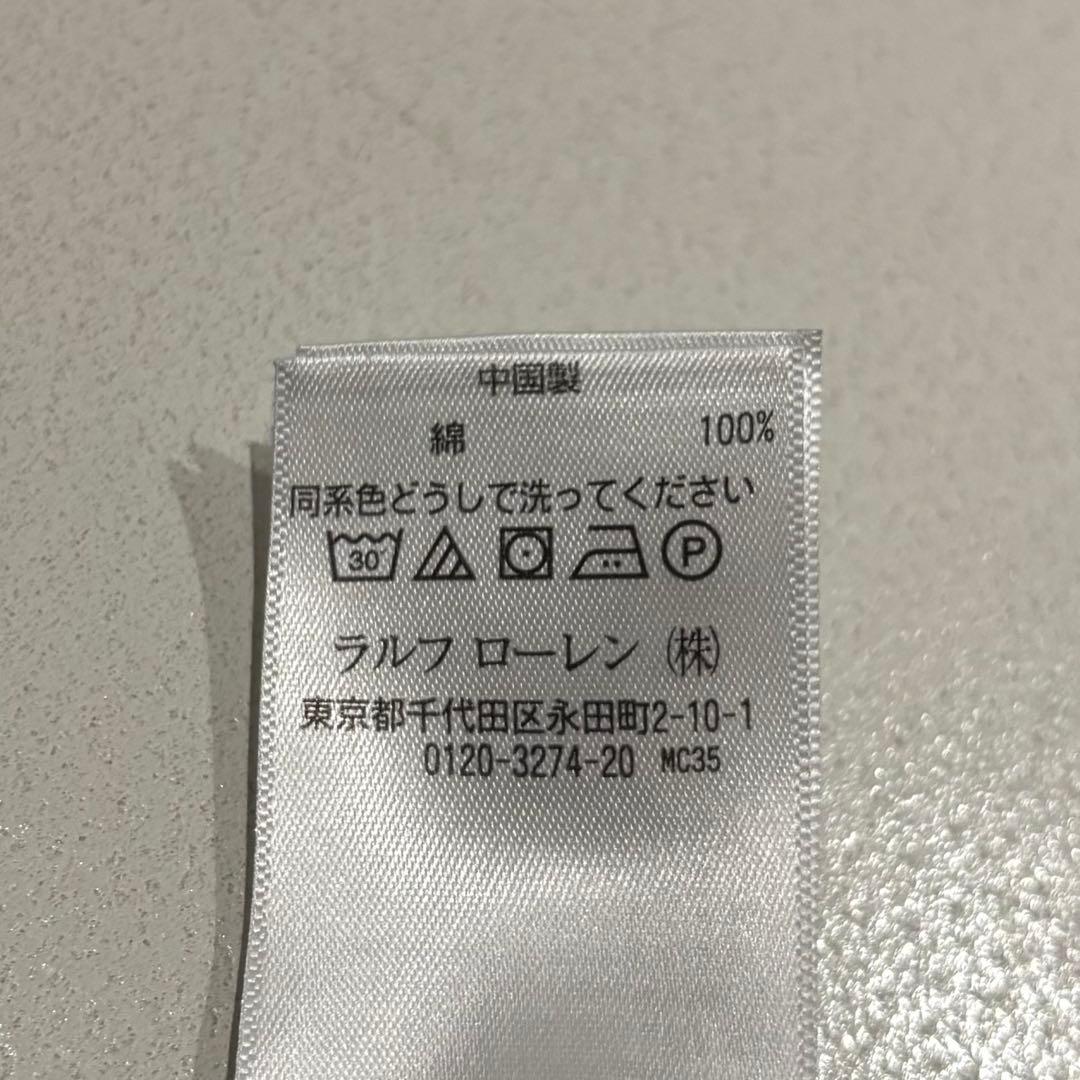 中国製
綿 100%
同系色どうしで洗ってください
30 P
ラルフ ローレン (株)
東京都千代田区永田町2-10-1
0120-3274-20 MC35